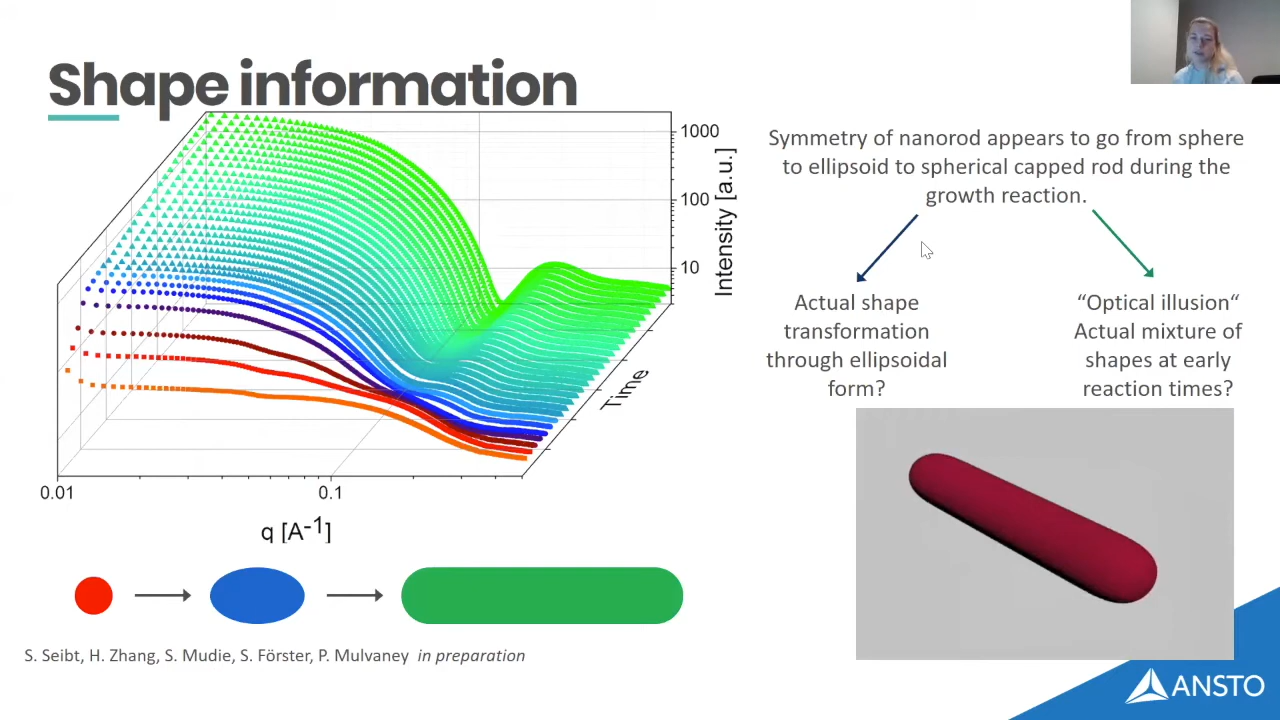 Shape information
1000
100
10
Intensity [a.u.]
Time
0.01
0.1
q [A-1]
Symmetry of nanorod appears to go from sphere
to ellipsoid to spherical capped rod during the
growth reaction.
Actual shape
transformation
through ellipsoidal
form?
“Optical illusion“
Actual mixture of
shapes at early
reaction times?
S. Seibt, H. Zhang, S. Mudie, S. Förster, P. Mulvaney in preparation
ANSTO